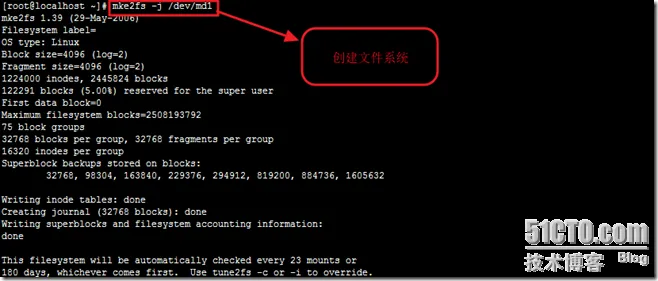 [root@localhost ~]# mke2fs -j /dev/md1
mke2fs 1.39 (29-May-2006)
Filesystem label=
OS type: Linux
Block size=4096 (log=2)
Fragment size=4096 (log=2)
1224000 inodes, 2445824 blocks
122291 blocks (5.00%) reserved for the super user
First data block=0
Maximum filesystem blocks=2508193792
75 block groups
32768 blocks per group, 32768 fragments per group
16320 inodes per group
Superblock backups stored on blocks:
32768, 98304, 163840, 229376, 294912, 819200, 884736, 1605632
Writing inode tables: done
Creating journal (32768 blocks): done
Writing superblocks and filesystem accounting information:
done
This filesystem will be automatically checked every 23 mounts or
180 days, whichever comes first.  Use tune2fs -c or -i to override.
创建文件系统
51CTO.com
技术博客 Blog